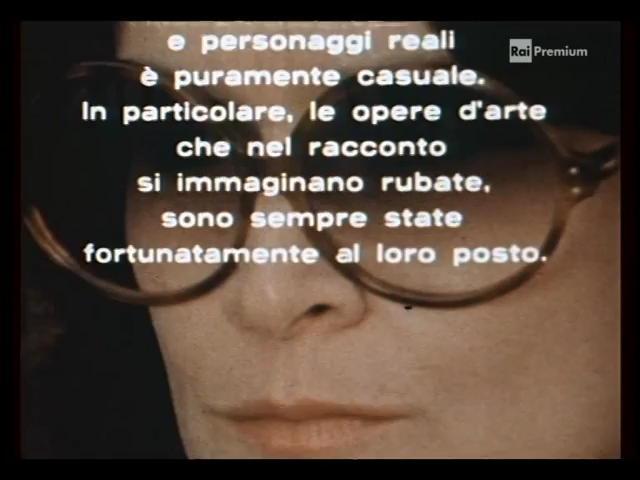 e personaggi reali
Rai Premium
è puramente casuale.
In particolare, le opere d'arte
che nel racconto
si immaginano rubate,
sono sempre state
fortunatamente al loro posto.